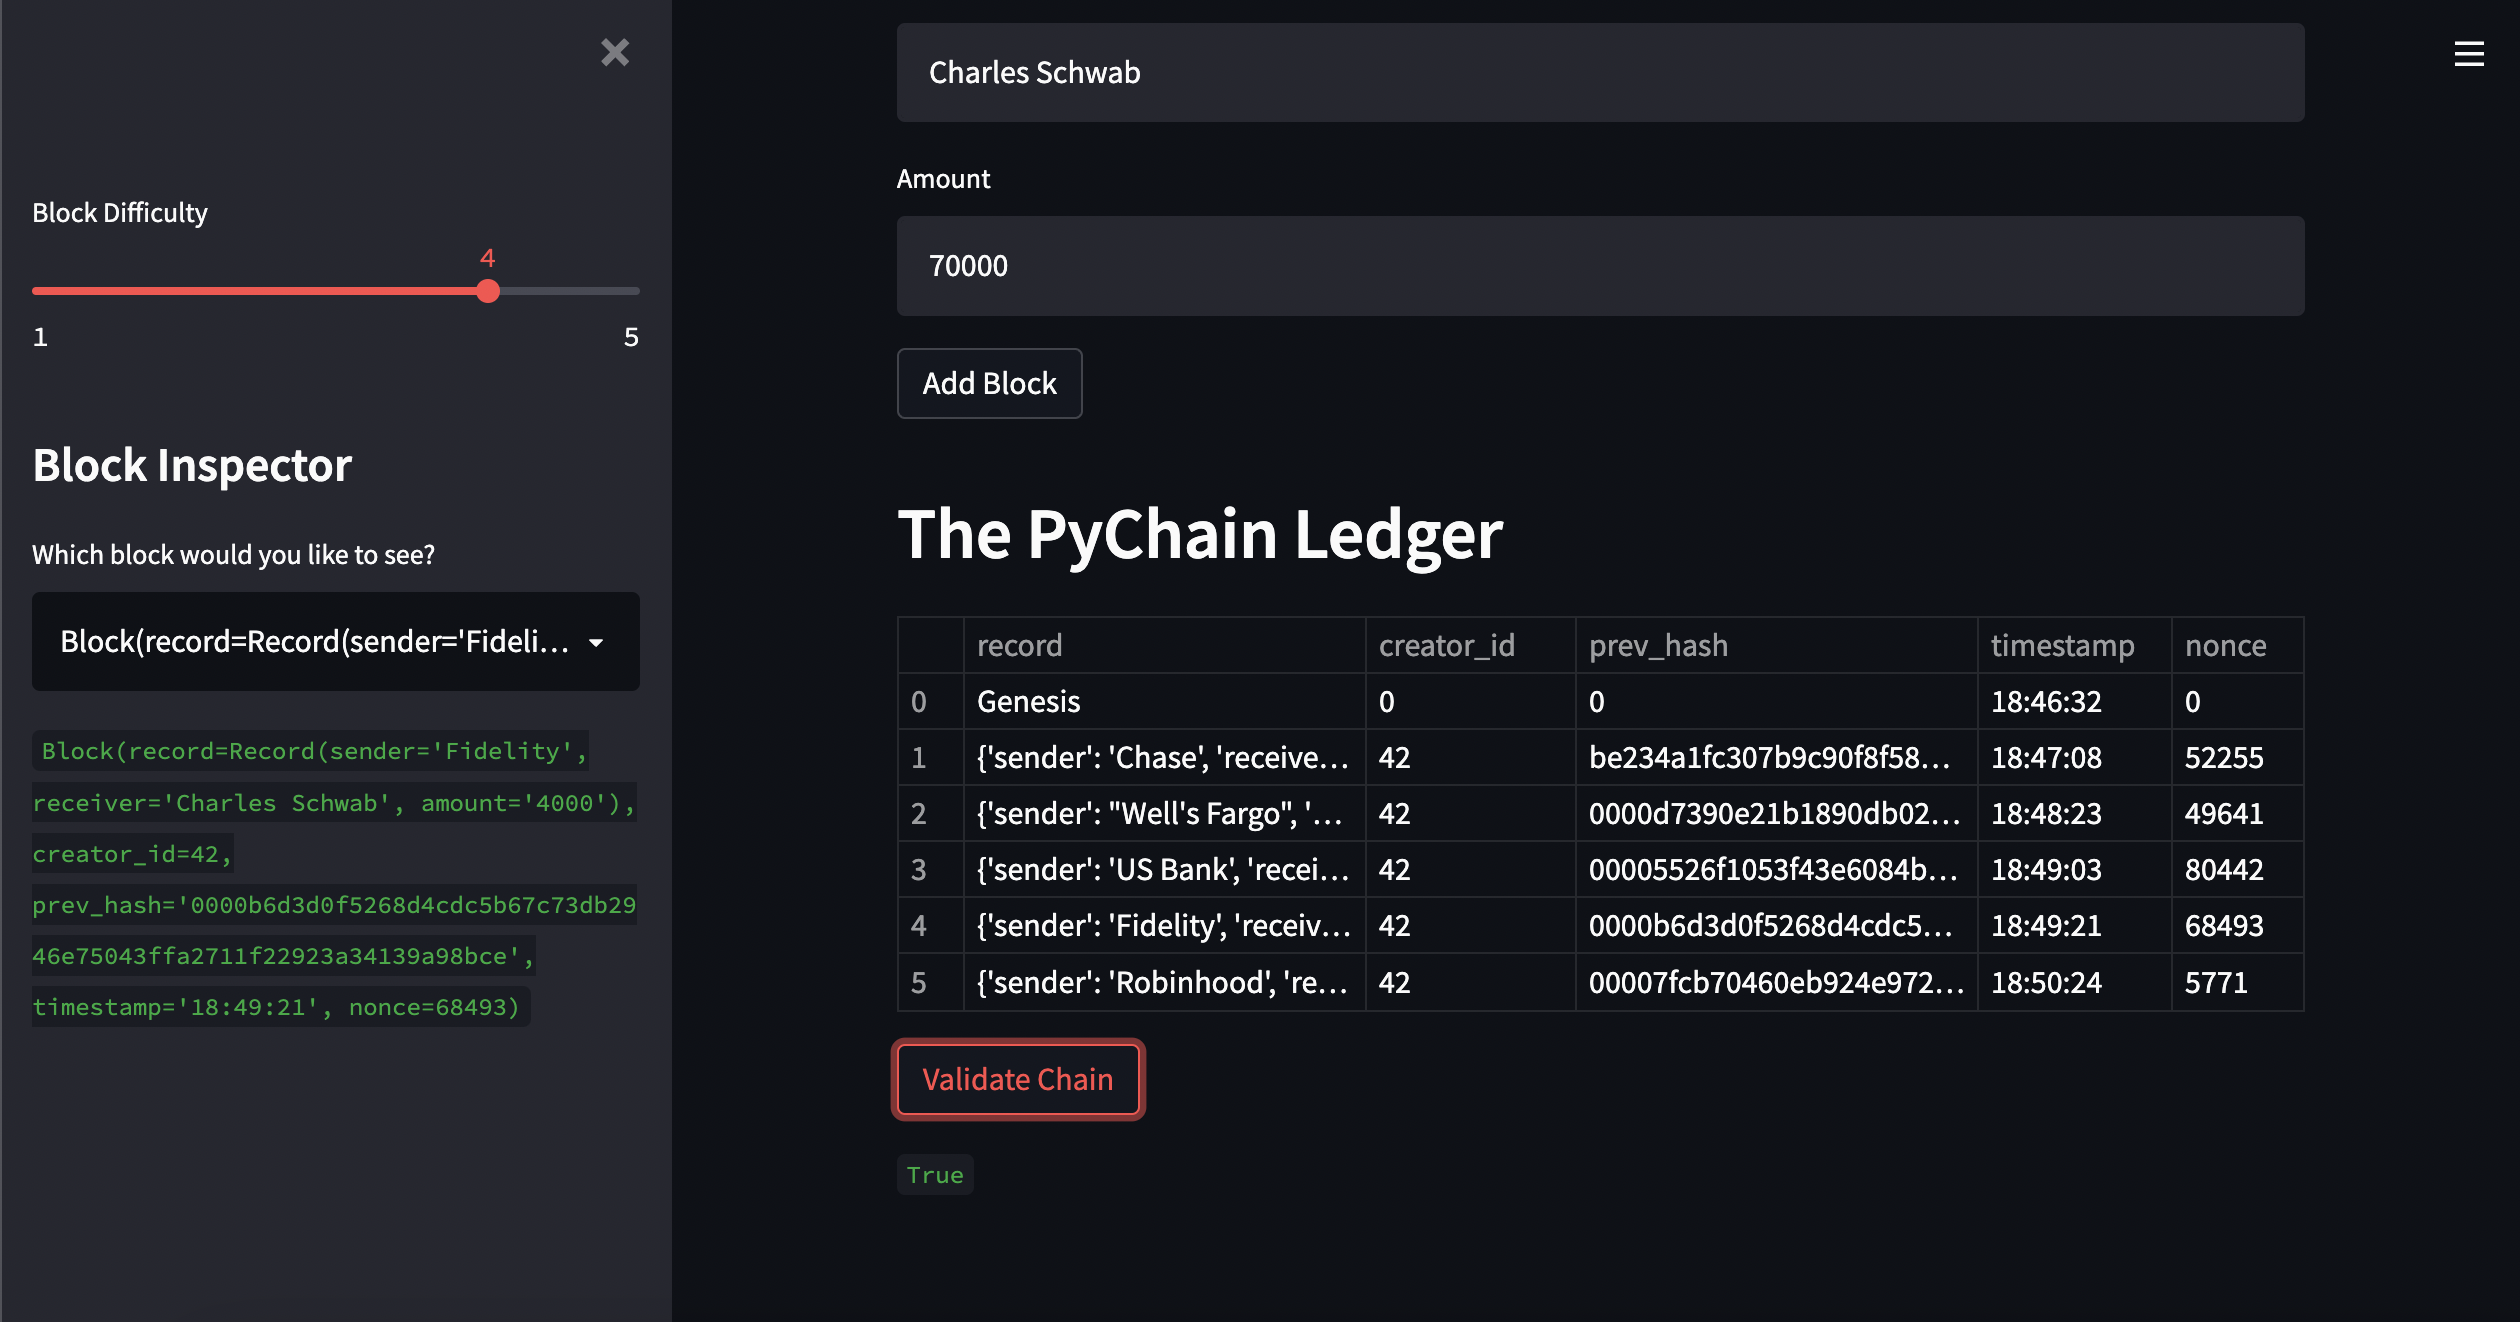 Block Difficulty
4
1 5
Block Inspector
Which block would you like to see?
Block(record=Record(sender='Fideli...
Block(record=Record(sender='Fidelity',
receiver='Charles Schwab', amount='4000'),
creator_id=42,
prev_hash='0000b6d3d0f5268d4cdc5b67c73db29
46e75043ffa2711f22923a34139a98bce',
timestamp='18:49:21', nonce=68493)
Charles Schwab
Amount
70000
Add Block
The PyChain Ledger
record creator_id prev_hash timestamp nonce
0 Genesis 0 0 18:46:32 0
1 {'sender': 'Chase', 'receive... 42 be234a1fc307b9c90f8f58... 18:47:08 52255
2 {'sender': "Well's Fargo", '... 42 0000d7390e21b1890db02... 18:48:23 49641
3 {'sender': 'US Bank', 'recei... 42 00005526f1053f43e6084b... 18:49:03 80442
4 {'sender': 'Fidelity', 'receiv... 42 0000b6d3d0f5268d4cdc5... 18:49:21 68493
5 {'sender': 'Robinhood', 're... 42 00007fcb70460eb924e972... 18:50:24 5771
Validate Chain
True